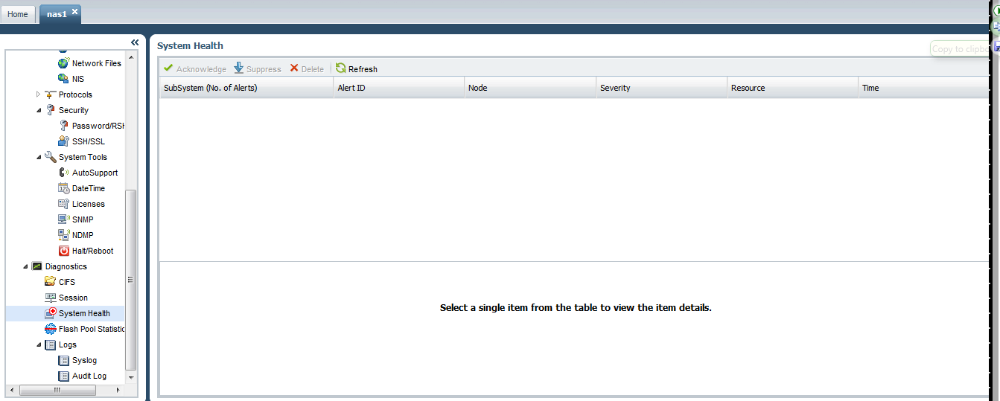 Home
nas1
System Health
Copy to clipbo
Acknowledge Suppress Delete Refresh
SubSystem (No. of Alerts) Alert ID Node Severity Resource Time
Network Files
NIS
Protocols
Security
Password/RSH
SSH/SSL
System Tools
AutoSupport
DateTime
Licenses
SNMP
NDMP
Halt/Reboot
Diagnostics
CIFS
Session
System Health
Flash Pool Statistic
Logs
Syslog
Audit Log
Select a single item from the table to view the item details.